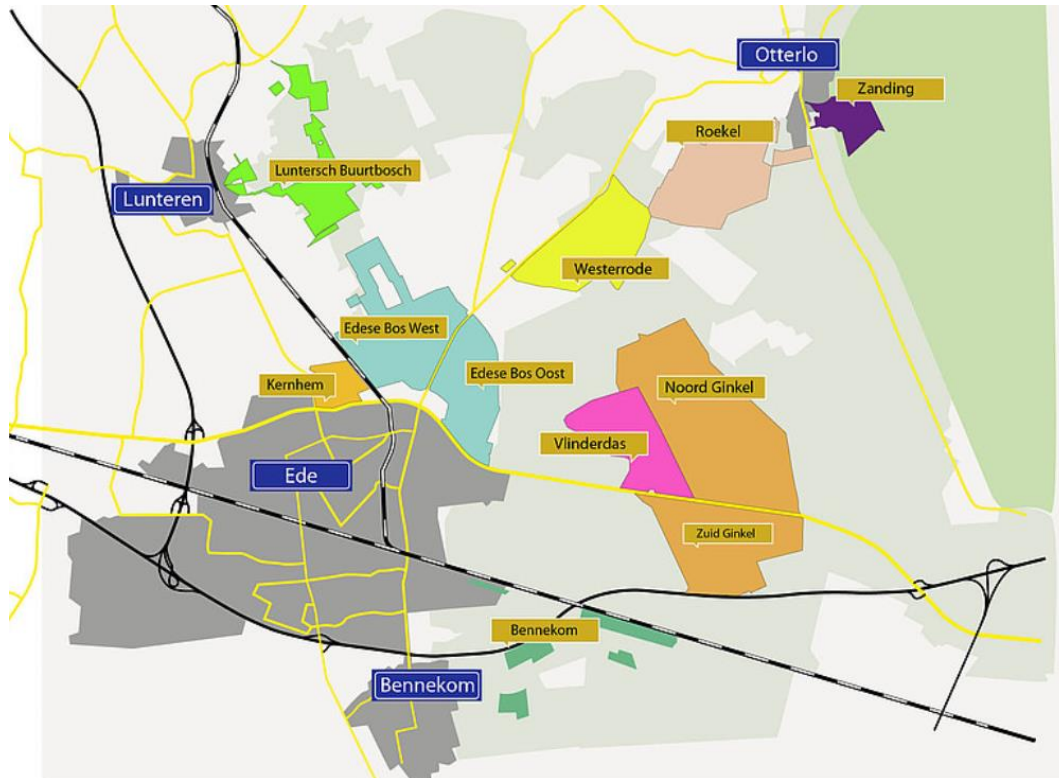 Otterlo
Zanding
Roekel
Luntersch Buurtbosch
Lunteren
Westerrode
Edese Bos West
Edese Bos Oost
Kernhem
Noord Ginkel
Vlinderdas
Ede
Zuid Ginkel
Bennekom
Bennekom